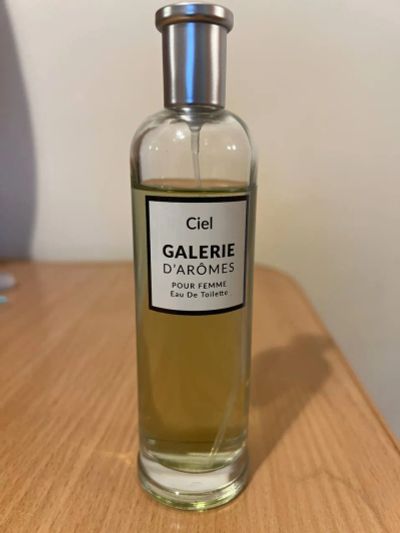 Ciel
GALERIE
D'ARÔMES
POUR FEMME
Eau De Toilette